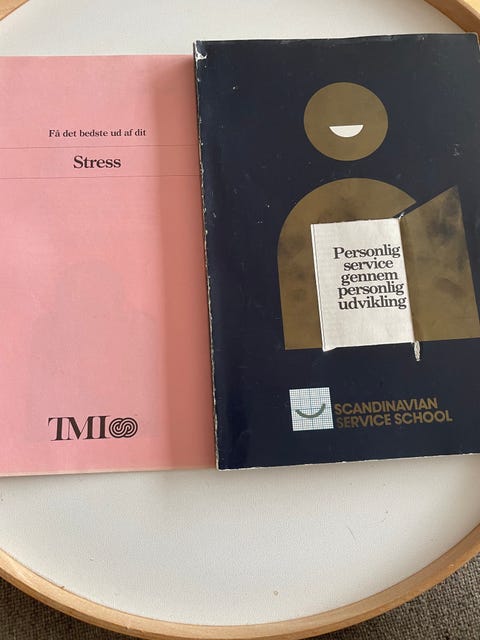 Få det bedste ud af dit
Stress
TMI
Personlig
service
gennem
personlig
udvikling
SCANDINAVIAN
SERVICE SCHOOL